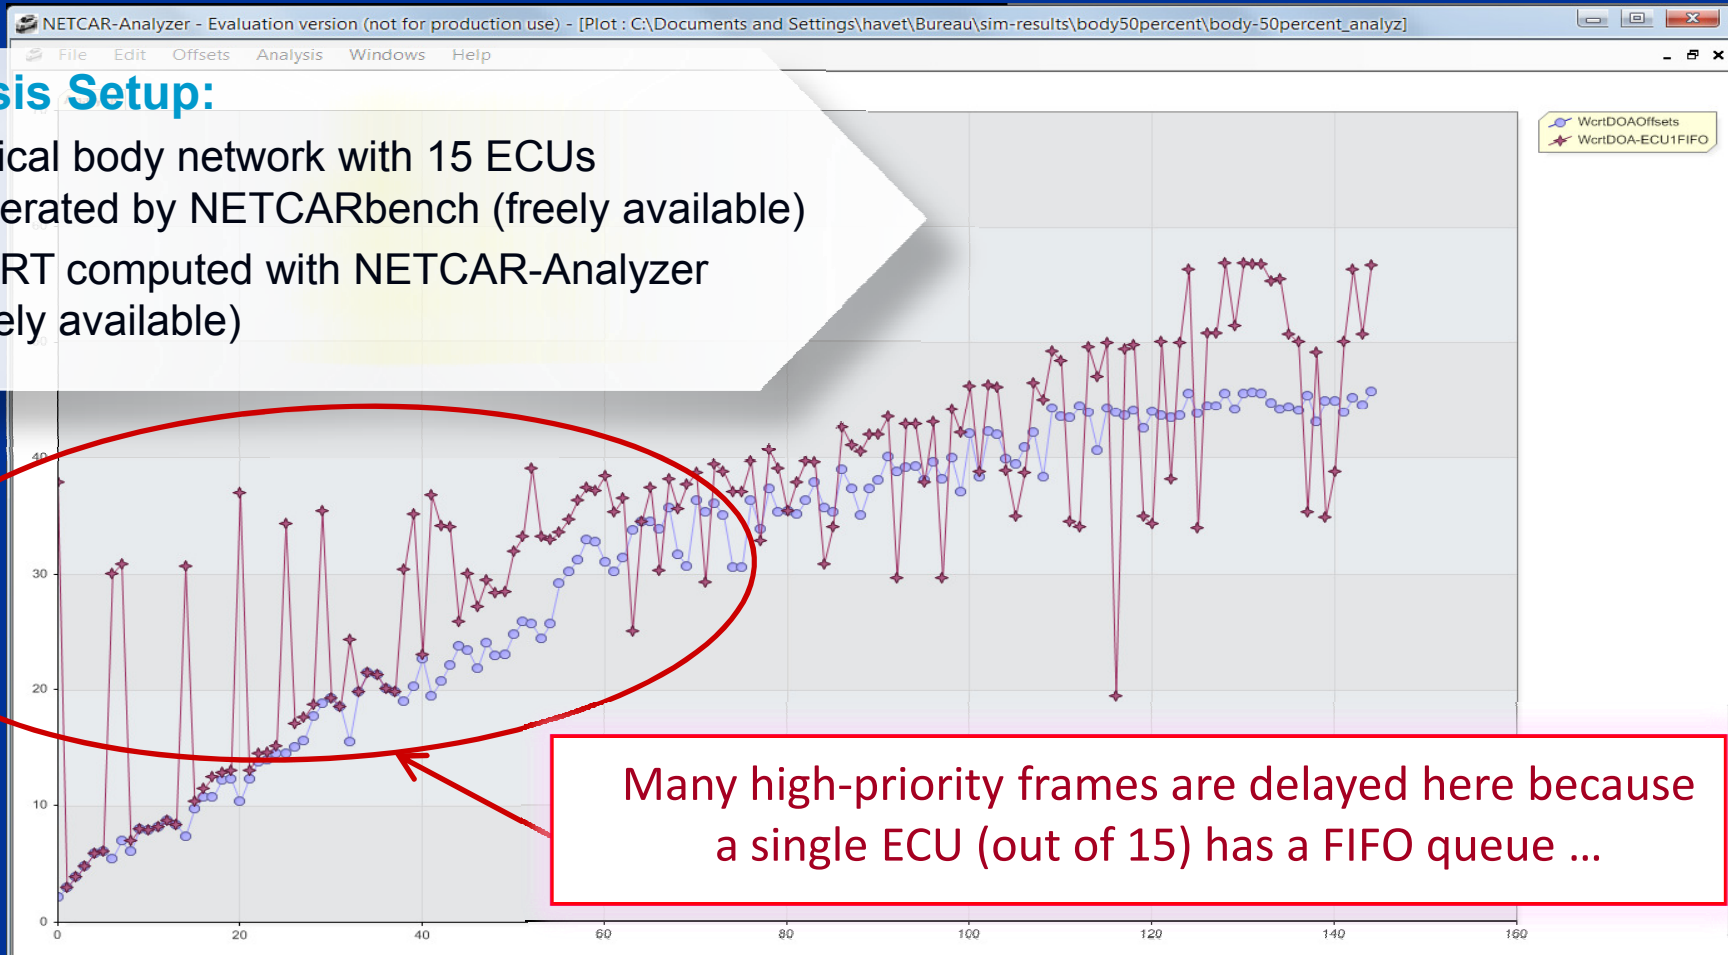 NETCAR-Analyzer - Evaluation version (not for production use) - [Plot : C:\Documents and Settings\havet\Bureau\sim-results\body50percent\body-50percent_analyz]
File Edit Offsets Analysis Windows Help
sis Setup:
ical body network with 15 ECUs
erated by NETCARbench (freely available)
RT computed with NETCAR-Analyzer
ely available)
WcrtDOAOffsets
WcrtDOA-ECU1FIFO
40
30
20
10
0
0 20 40 60 80 100 120 140 160
Many high-priority frames are delayed here because
a single ECU (out of 15) has a FIFO queue ...